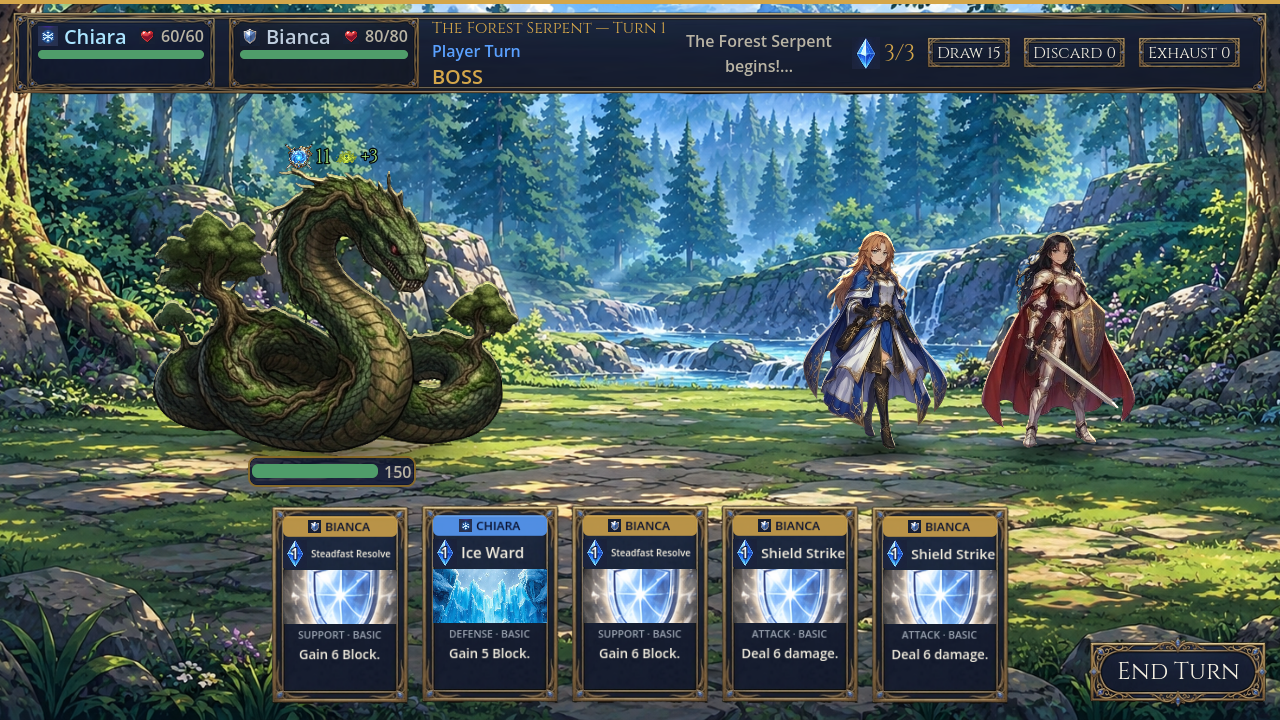 Chiara 60/60
Bianca 80/80
The Forest Serpent — Turn 1
Player Turn
BOSS
The Forest Serpent
begins!...
3/3
Draw 15
Discard 0
Exhaust 0
11 +3
150
BIANCA
1 Steadfast Resolve
SUPPORT · BASIC
Gain 6 Block.
CHIARA
1 Ice Ward
DEFENSE · BASIC
Gain 5 Block.
BIANCA
1 Steadfast Resolve
SUPPORT · BASIC
Gain 6 Block.
BIANCA
1 Shield Strike
ATTACK · BASIC
Deal 6 damage.
BIANCA
1 Shield Strike
ATTACK · BASIC
Deal 6 damage.
End Turn